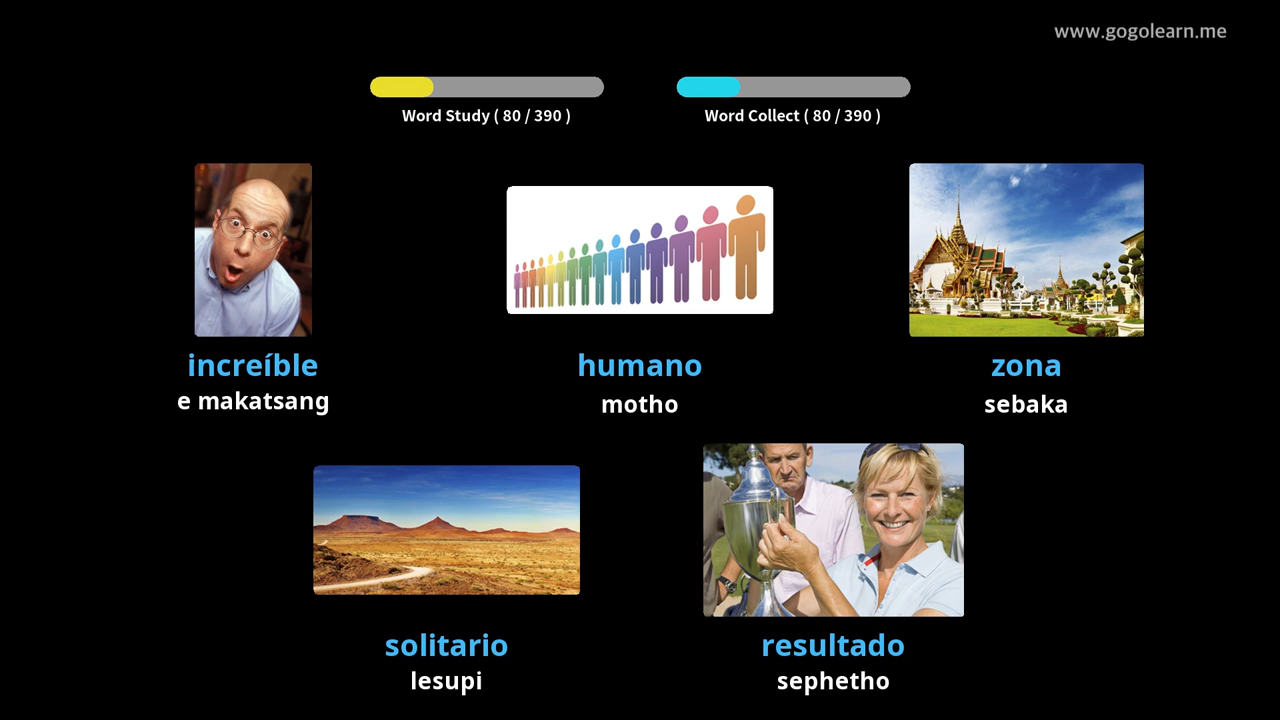 www.gogolearn.me
Word Study ( 80 / 390 )
Word Collect ( 80 / 390 )
increíble
e makatsang
humano
motho
zona
sebaka
solitario
lesupi
resultado
sephetho